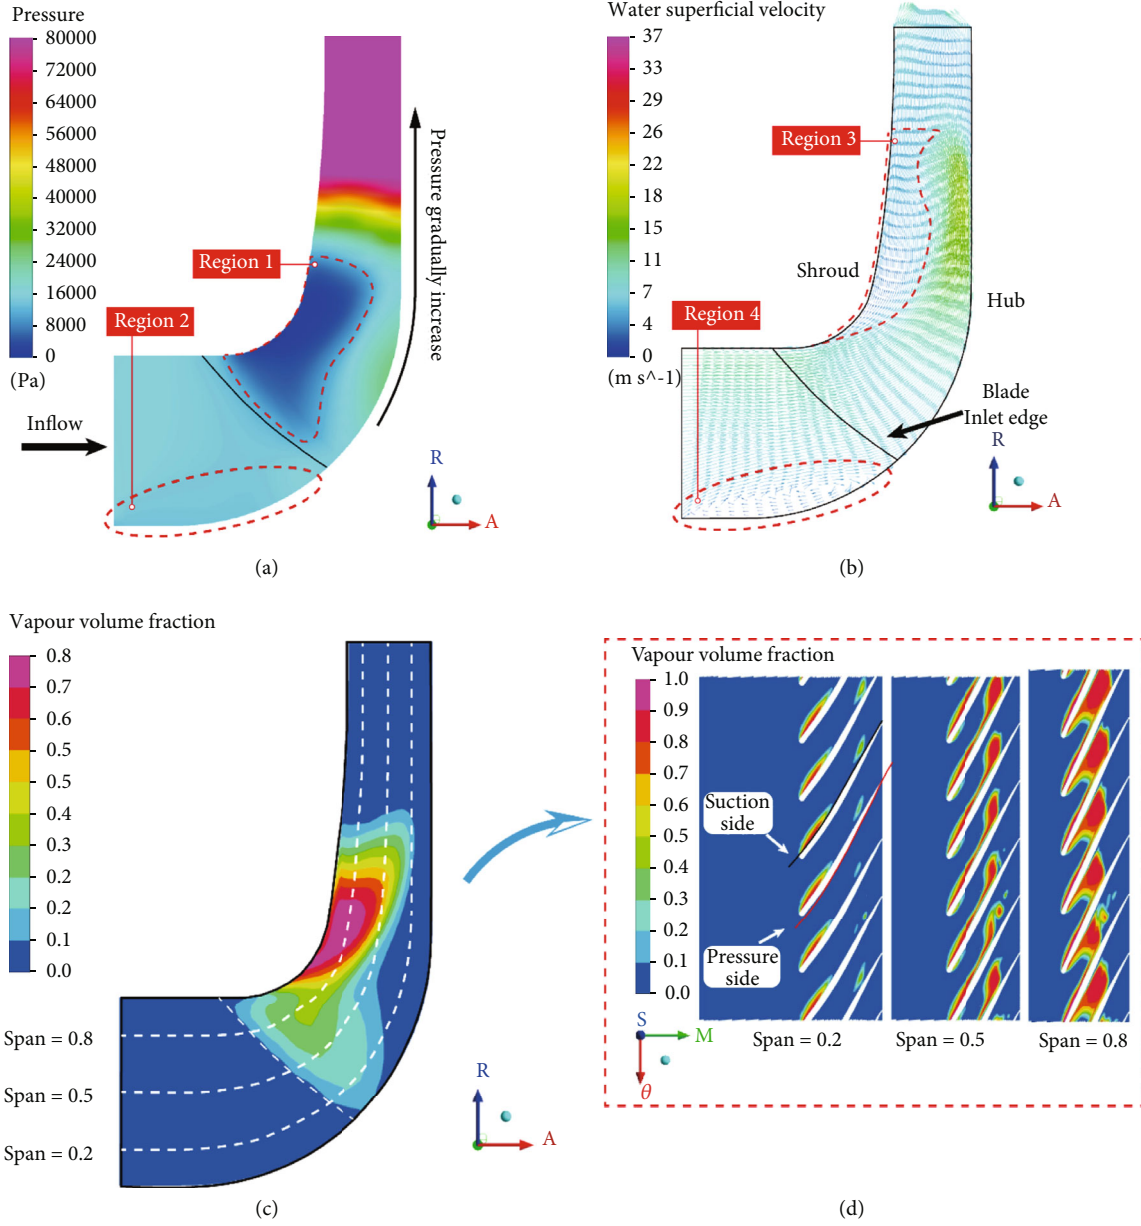 Pressure
80000
72000
64000
56000
48000
40000
32000
24000
16000
8000
0
(Pa)
Region 1
Region 2
Inflow
Pressure gradually increase
R
A
(a)
Water superficial velocity
37
33
29
26
22
18
15
11
7
4
0
(m s^-1)
Region 3
Shroud
Hub
Region 4
Blade
Inlet edge
R
A
(b)
Vapour volume fraction
0.8
0.7
0.6
0.5
0.5
0.4
0.3
0.2
0.2
0.1
0.0
Span = 0.8
Span = 0.5
Span = 0.2
R
A
(c)
Vapour volume fraction
1.0
0.9
0.8
0.7
0.6
0.5
0.4
0.3
0.2
0.1
0.0
Suction
side
Pressure
side
S
M
θ
Span = 0.2
Span = 0.5
Span = 0.8
(d)